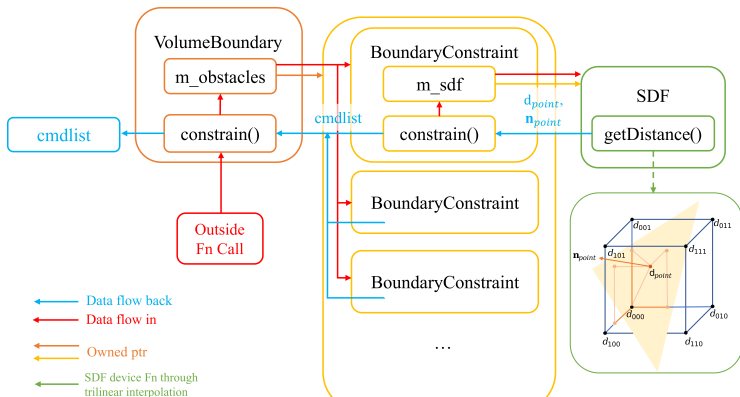 VolumeBoundary
m_obstacles
constrain()
cmdlist
Outside
Fn Call
cmdlist
BoundaryConstraint
m_sdf
constrain()
d_point,
n_point
SDF
getDistance()
BoundaryConstraint
BoundaryConstraint
...
d_001
d_011
d_101
d_111
n_point
d_point
d_000
d_010
d_100
d_110
Data flow back
Data flow in
Owned ptr
SDF device Fn through
trilinear interpolation